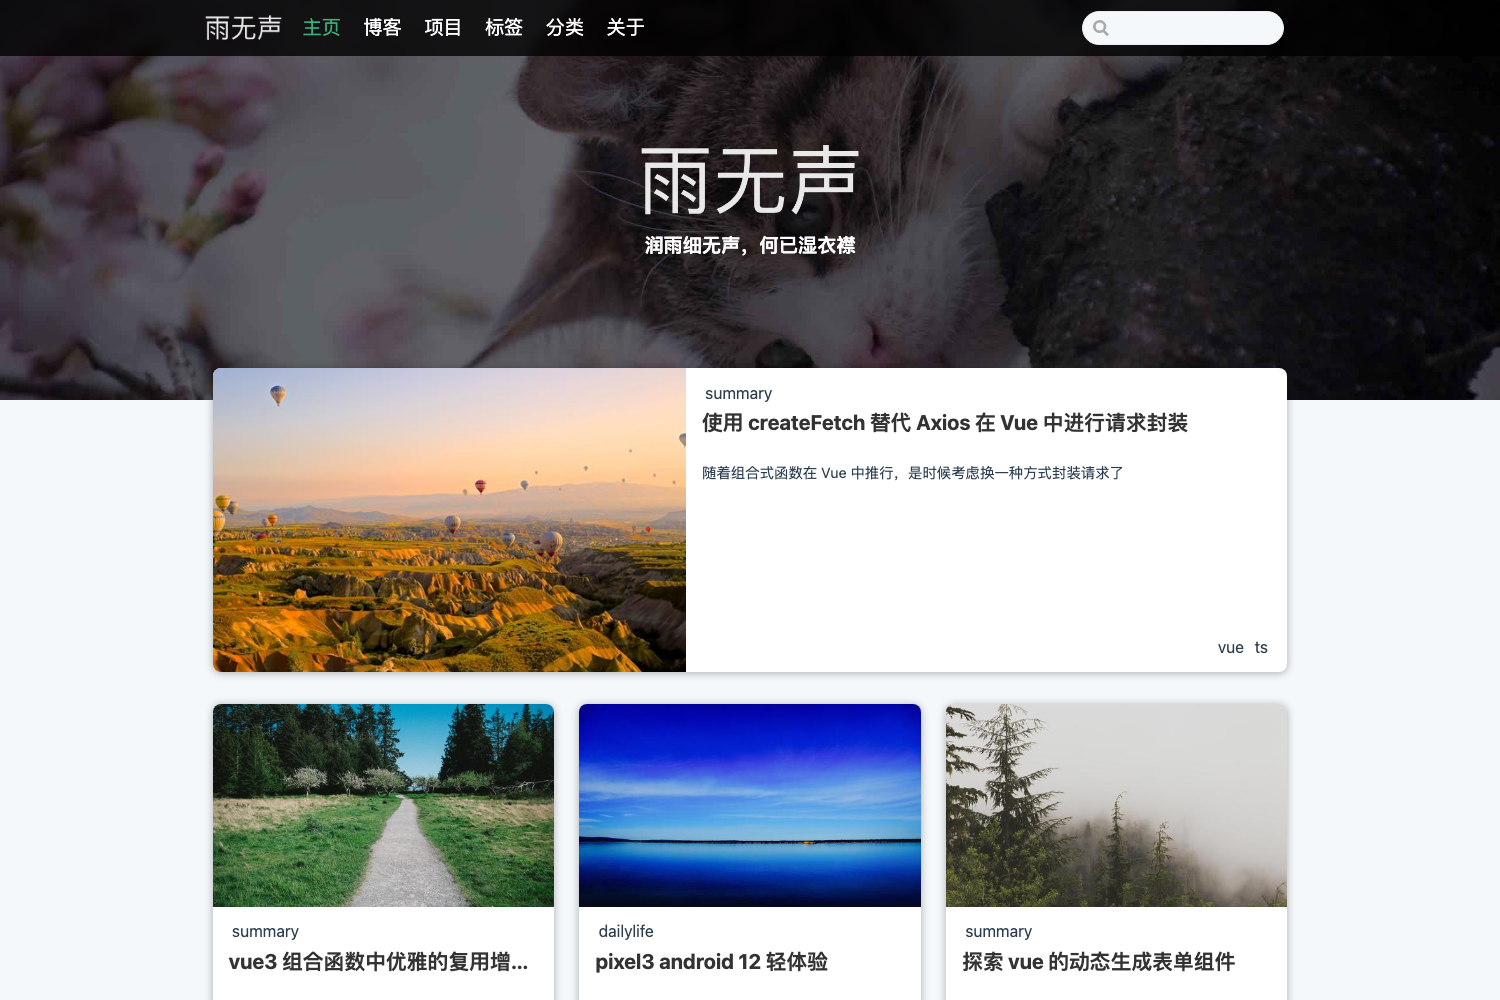 雨无声 主页 博客 项目 标签 分类 关于
雨无声
润雨细无声，何已湿衣襟
summary
使用 createFetch 替代 Axios 在 Vue 中进行请求封装
随着组合式函数在 Vue 中推行，是时候考虑换一种方式封装请求了
vue ts
summary
vue3 组合函数中优雅的复用增...
dailylife
pixel3 android 12 轻体验
summary
探索 vue 的动态生成表单组件